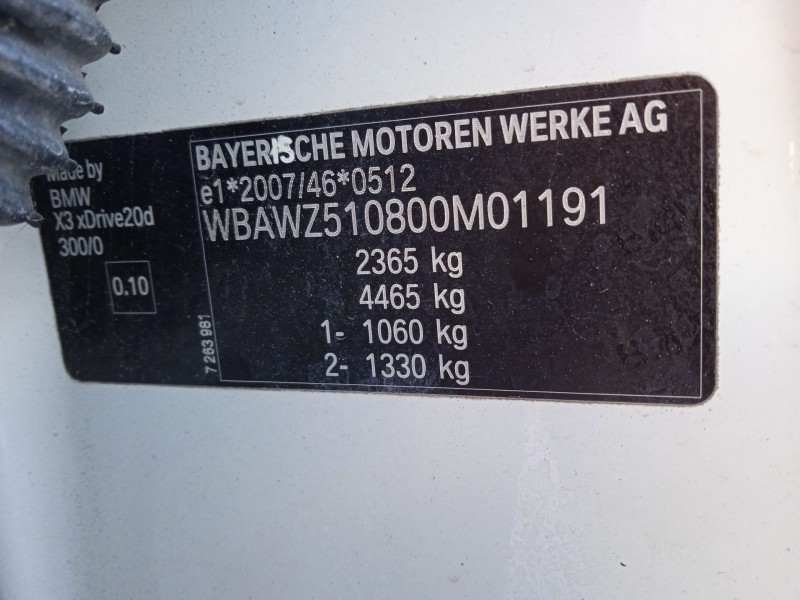 Made by
BMW
X3 xDrive20d
300/0
0.10
7 263 981
BAYERISCHE MOTOREN WERKE AG
e1*2007/46*0512
WBAWZ510800M01191
2365 kg
4465 kg
1- 1060 kg
2- 1330 kg